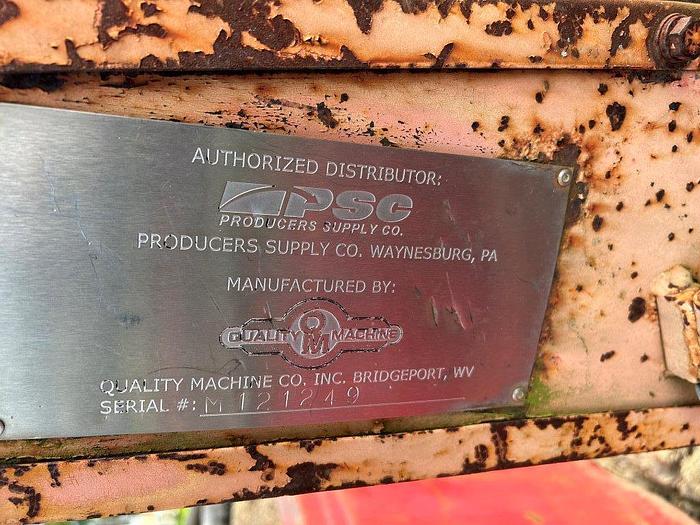 AUTHORIZED DISTRIBUTOR:
PSC
PRODUCERS SUPPLY CO.
PRODUCERS SUPPLY CO. WAYNESBURG, PA
MANUFACTURED BY:
QUALITY QM MACHINE
QUALITY MACHINE CO. INC. BRIDGEPORT, WV
SERIAL #: M121249